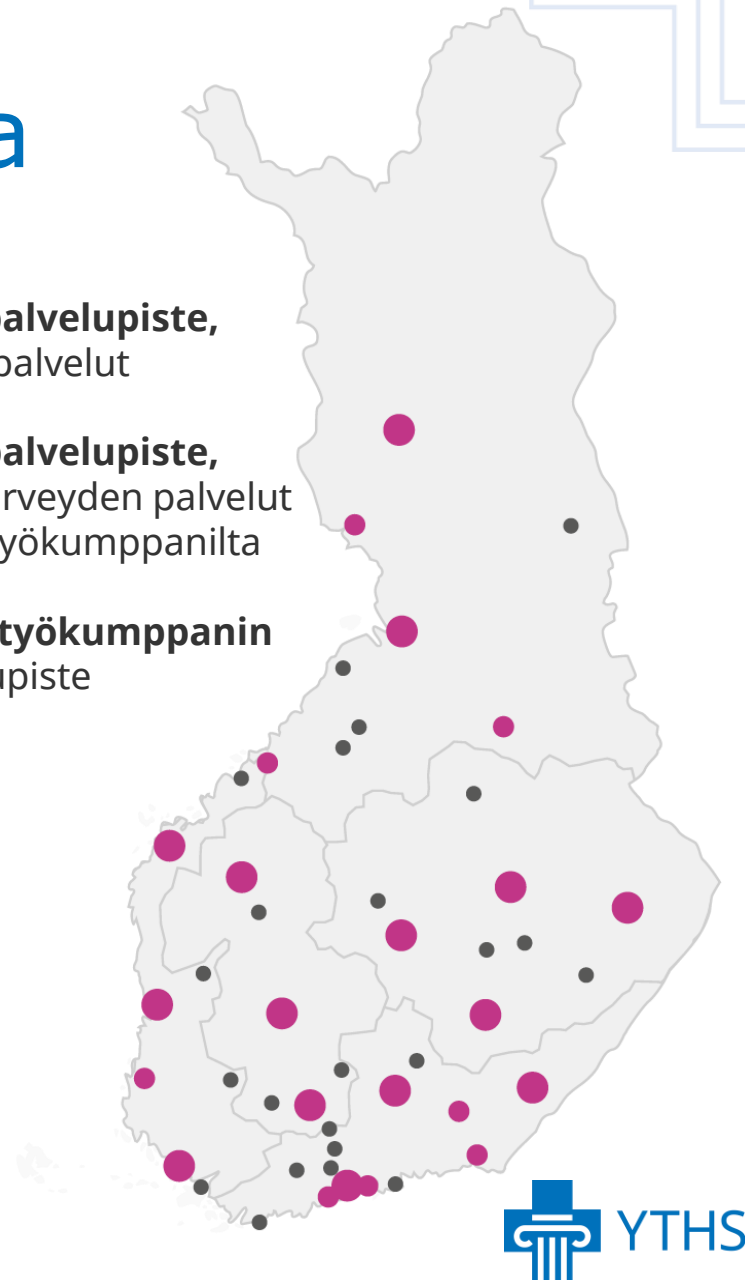 a
palvelupiste,
palvelut
palvelupiste,
rveyden palvelut
yökumppanilta
työkumppanin
upiste
YTHS